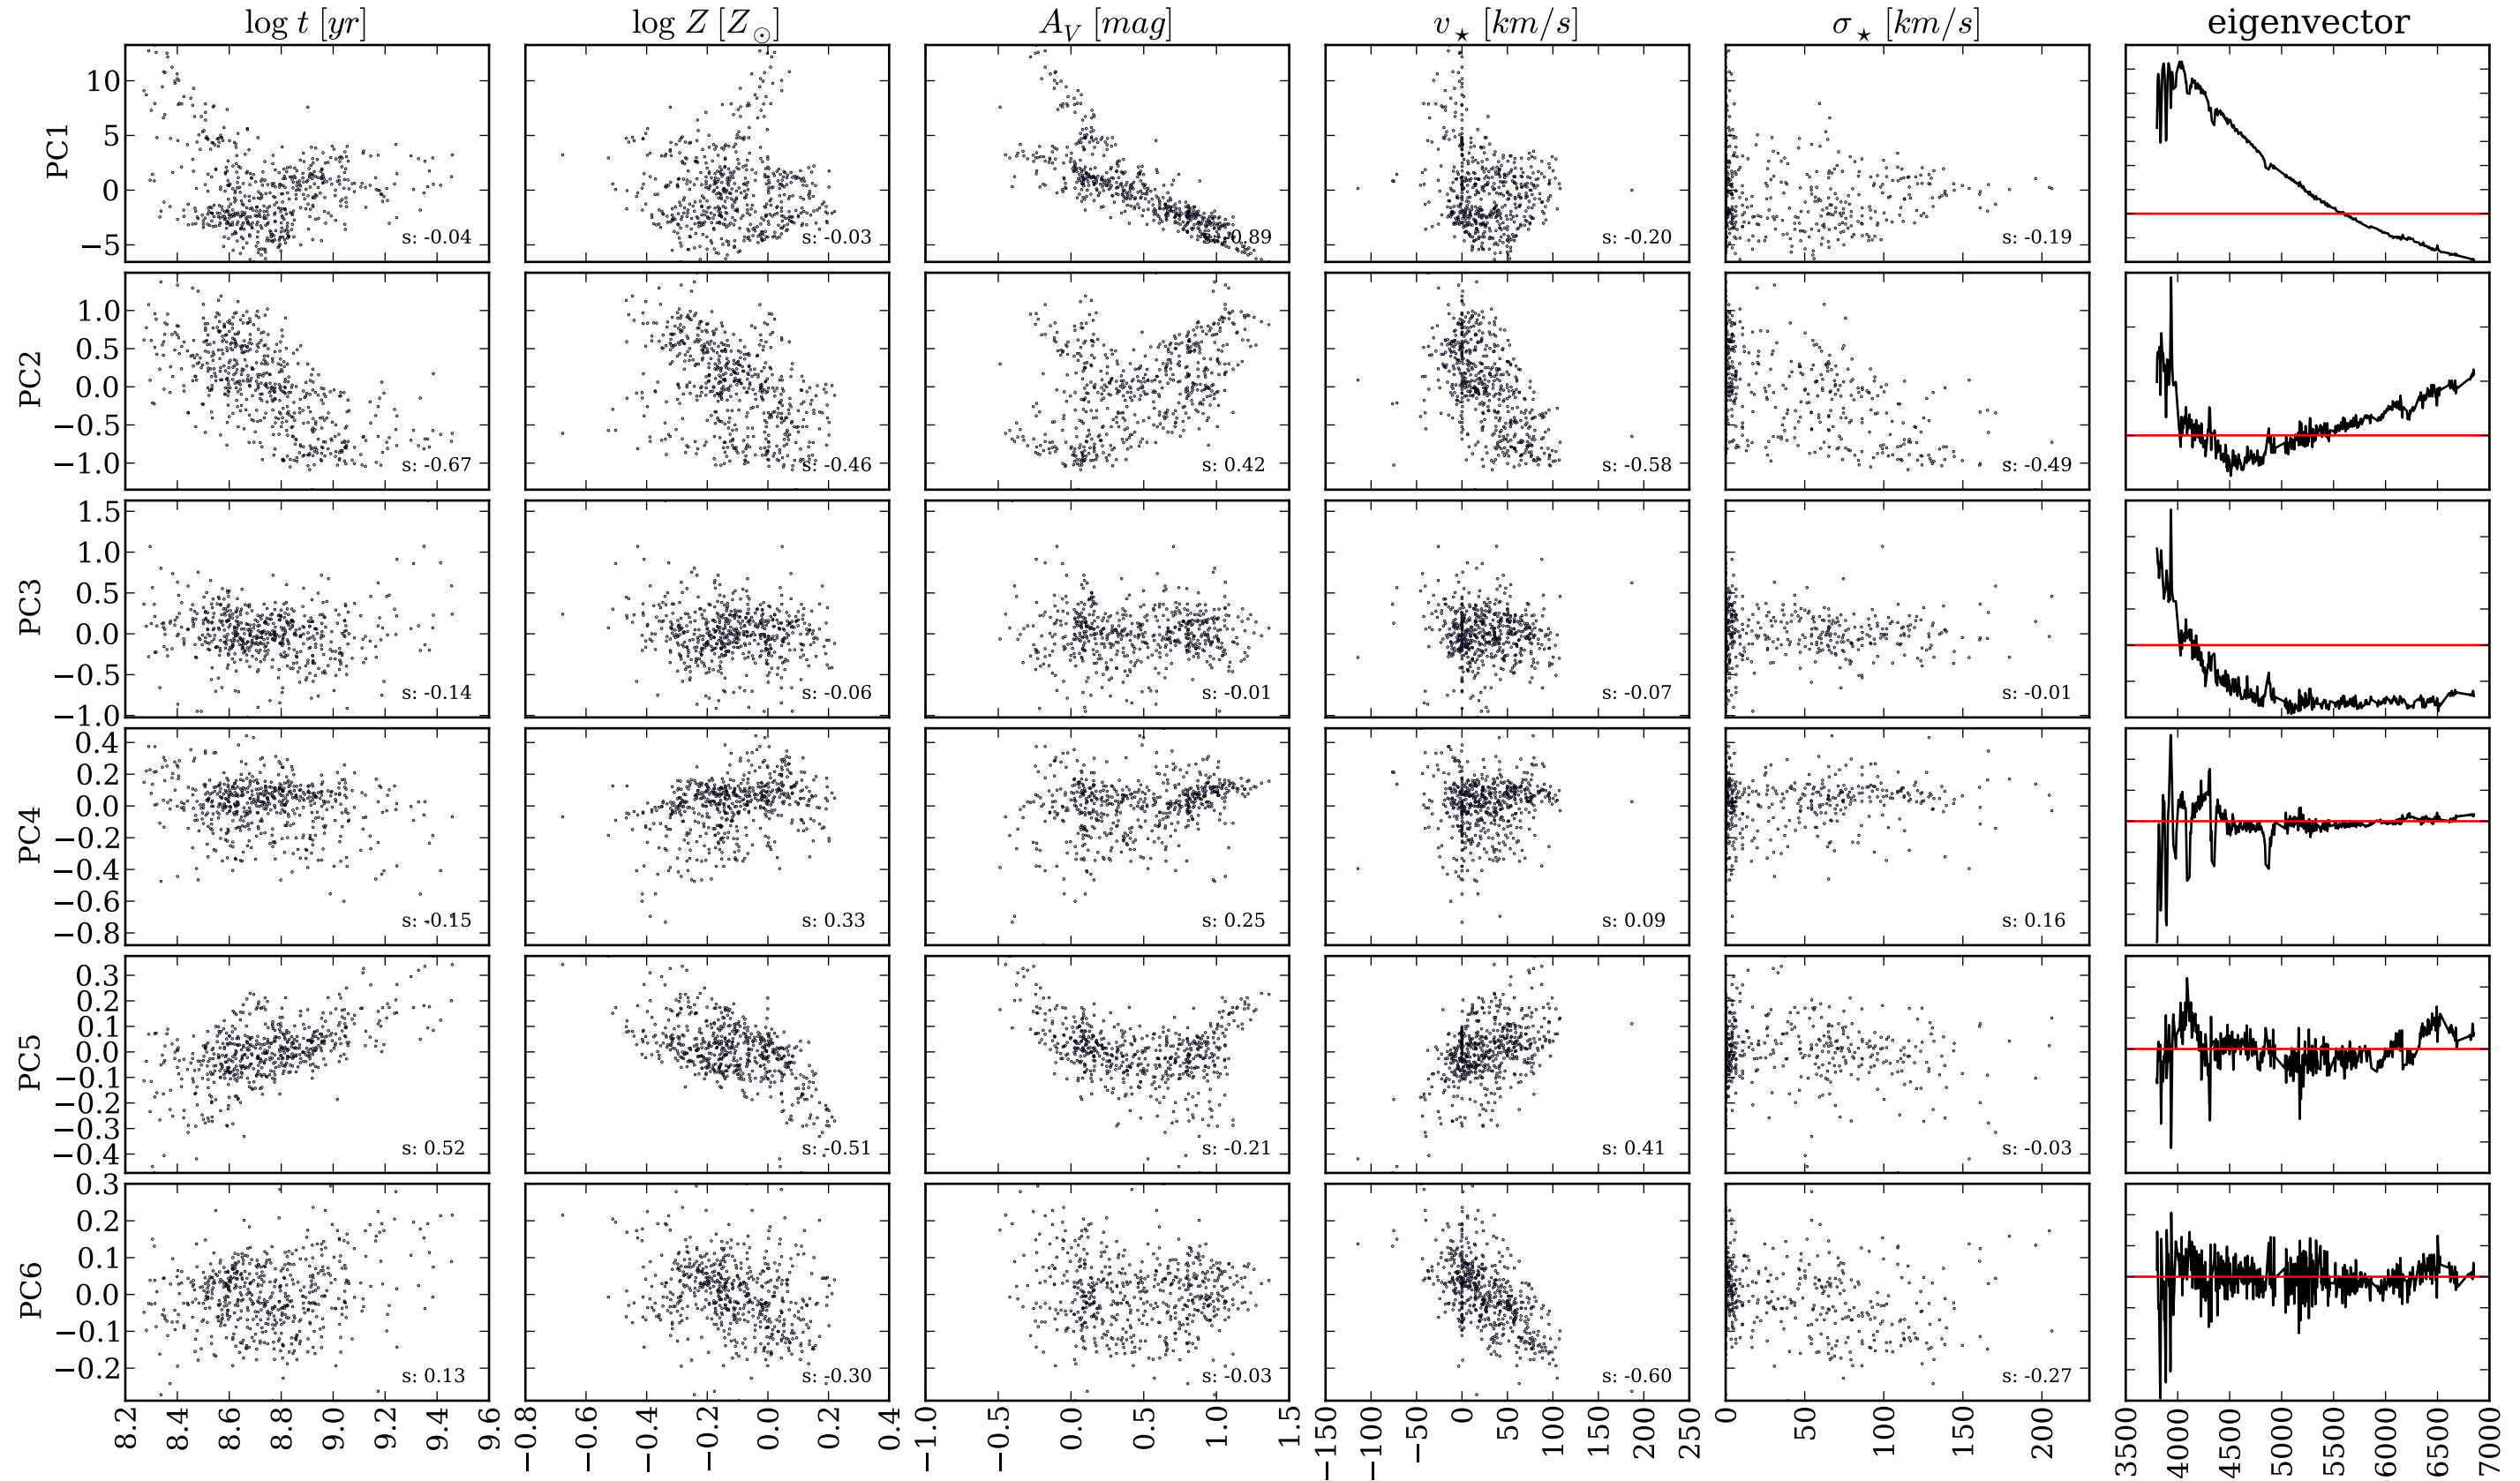 log t [yr] log Z [Z⊙] A_V [mag] v⋆ [km/s] σ⋆ [km/s] eigenvector
PC1
10
5
0
−5
s: -0.04 s: -0.03 s: -0.89 s: -0.20 s: -0.19
PC2
1.0
0.5
0.0
−0.5
−1.0
s: -0.67 s: -0.46 s: 0.42 s: -0.58 s: -0.49
PC3
1.5
1.0
0.5
0.0
−0.5
−1.0
s: -0.14 s: -0.06 s: -0.01 s: -0.07 s: -0.01
PC4
0.4
0.2
0.0
−0.2
−0.4
−0.6
−0.8
s: -0.15 s: 0.33 s: 0.25 s: 0.09 s: 0.16
PC5
0.3
0.2
0.1
0.0
−0.1
−0.2
−0.3
−0.4
s: 0.52 s: -0.51 s: -0.21 s: 0.41 s: -0.03
PC6
0.3
0.2
0.1
0.0
−0.1
−0.2
s: 0.13 s: -0.30 s: -0.03 s: -0.60 s: -0.27
8.2 8.4 8.6 8.8 9.0 9.2 9.4 9.6 −0.8 −0.6 −0.4 −0.2 0.0 0.2 0.4 −1.0 −0.5 0.0 0.5 1.0 1.5 −150 −100 −50 0 50 100 150 200 250 0 50 100 150 200 3500 4000 4500 5000 5500 6000 6500 7000